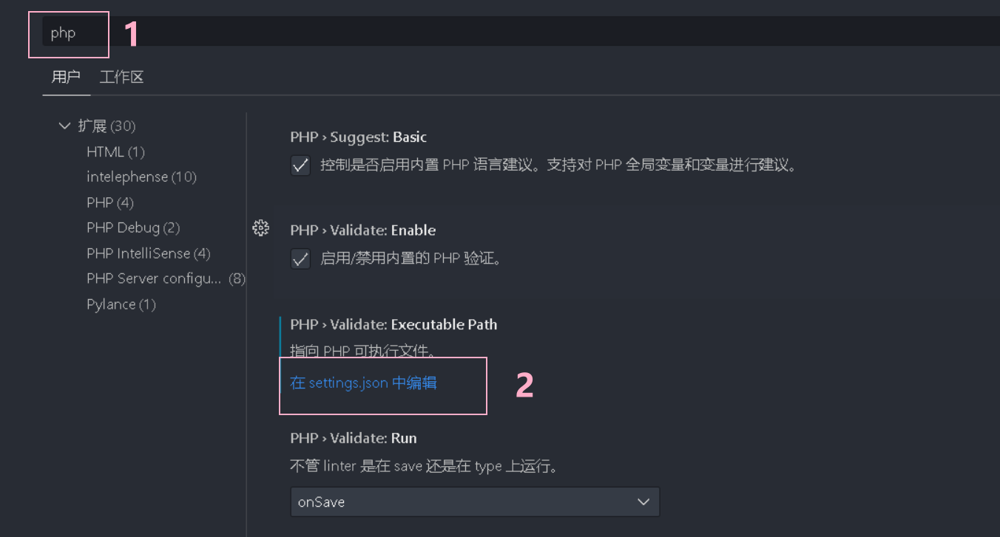 php
1
用户 工作区
扩展 (30)
HTML (1)
intelephense (10)
PHP (4)
PHP Debug (2)
PHP IntelliSense (4)
PHP Server configu... (8)
Pylance (1)
PHP › Suggest: Basic
控制是否启用内置 PHP 语言建议。支持对 PHP 全局变量和变量进行建议。
PHP › Validate: Enable
启用/禁用内置的 PHP 验证。
PHP › Validate: Executable Path
指向 PHP 可执行文件。
在 settings.json 中编辑
2
PHP › Validate: Run
不管 linter 是在 save 还是在 type 上运行。
onSave